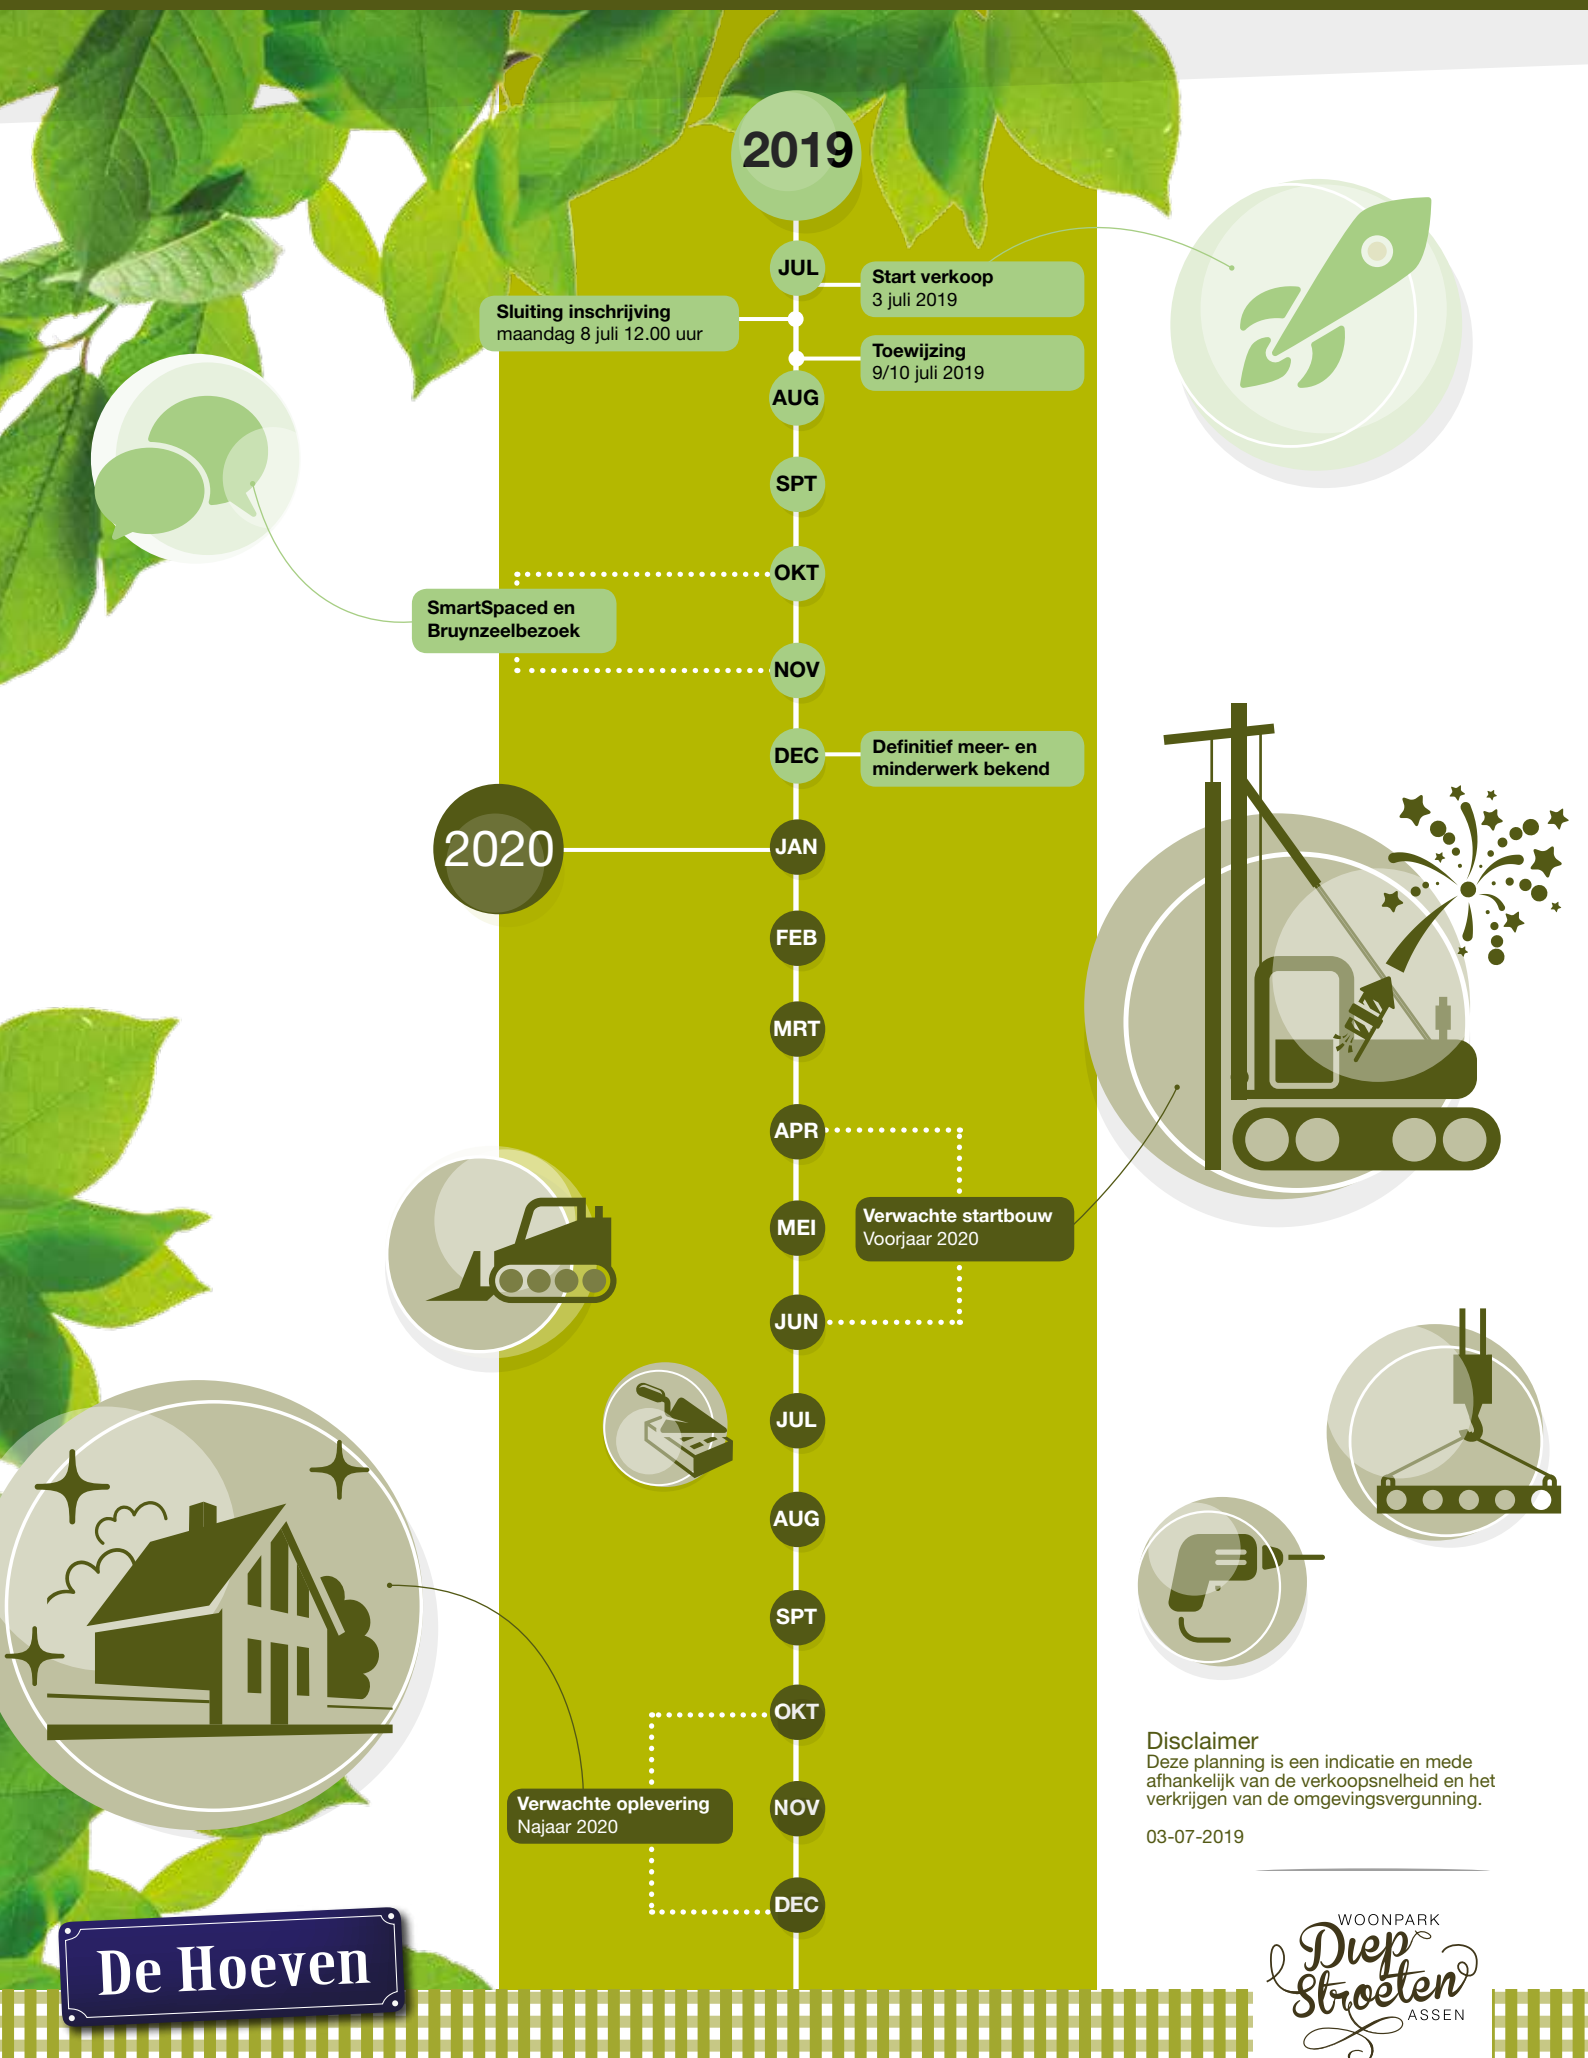 2019
JUL
Start verkoop
3 juli 2019
Sluiting inschrijving
maandag 8 juli 12.00 uur
Toewijzing
9/10 juli 2019
AUG
SPT
OKT
SmartSpaced en
Bruynzeelbezoek
NOV
DEC
Definitief meer- en
minderwerk bekend
2020
JAN
FEB
MRT
APR
MEI
Verwachte startbouw
Voorjaar 2020
JUN
JUL
AUG
SPT
OKT
Verwachte oplevering
Najaar 2020
NOV
DEC
Disclaimer
Deze planning is een indicatie en mede
afhankelijk van de verkoopsnelheid en het
verkrijgen van de omgevingsvergunning.
03-07-2019
De Hoeven
WOONPARK
Diep
Stroeten
ASSEN